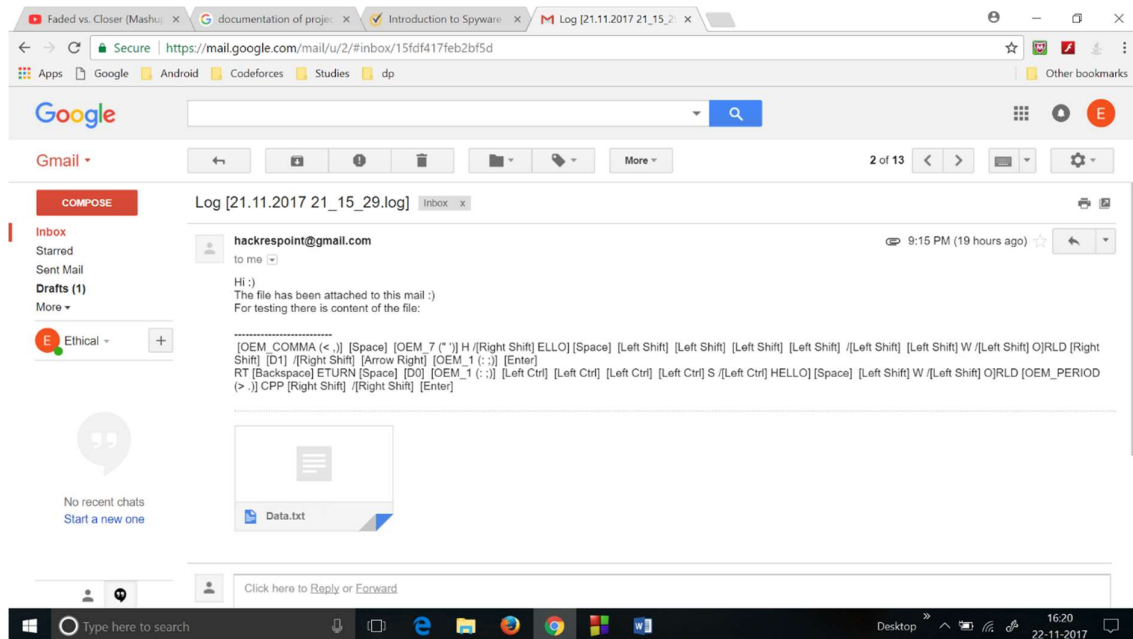 Faded vs. Closer (Mashu
documentation of projec
Introduction to Spyware
Log [21.11.2017 21_15_2
Secure
https://mail.google.com/mail/u/2/#inbox/15fdf417feb2bf5d
Apps Google Android Codeforces Studies dp Other bookmarks
Google
E
Gmail
More
2 of 13
COMPOSE
Log [21.11.2017 21_15_29.log] Inbox x
Inbox
Starred
Sent Mail
Drafts (1)
More
E Ethical
hackrespoint@gmail.com
9:15 PM (19 hours ago)
to me
Hi :)
The file has been attached to this mail :)
For testing there is content of the file:
--------------------------
[OEM_COMMA (< ,)] [Space] [OEM_7 (" ')] H /[Right Shift] ELLO] [Space] [Left Shift] [Left Shift] [Left Shift] [Left Shift] /[Left Shift] [Left Shift] W /[Left Shift] O]RLD [Right
Shift] [D1] /[Right Shift] [Arrow Right] [OEM_1 (: ;)] [Enter]
RT [Backspace] ETURN [Space] [D0] [OEM_1 (: ;)] [Left Ctrl] [Left Ctrl] [Left Ctrl] [Left Ctrl] S /[Left Ctrl] HELLO] [Space] [Left Shift] W /[Left Shift] O]RLD [OEM_PERIOD
(> .)] CPP [Right Shift] /[Right Shift] [Enter]
Data.txt
No recent chats
Start a new one
Click here to Reply or Forward
Type here to search
Desktop
16:20
22-11-2017